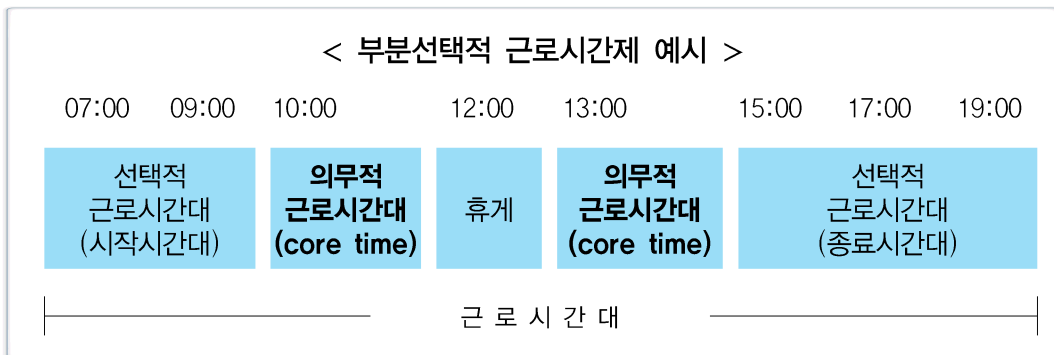 < 부분선택적 근로시간제 예시 >
07:00 09:00 10:00 12:00 13:00 15:00 17:00 19:00
선택적
근로시간대
(시작시간대)
의무적
근로시간대
(core time)
휴게
의무적
근로시간대
(core time)
선택적
근로시간대
(종료시간대)
근 로 시 간 대